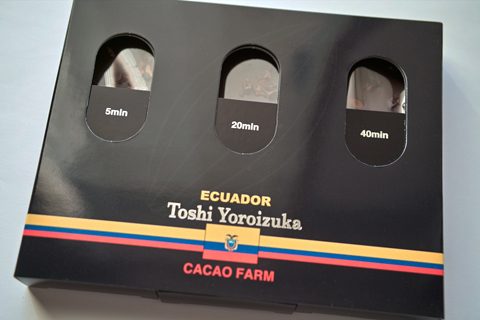 5min
20min
40min
ECUADOR
Toshi Yoroizuka
CACAO FARM